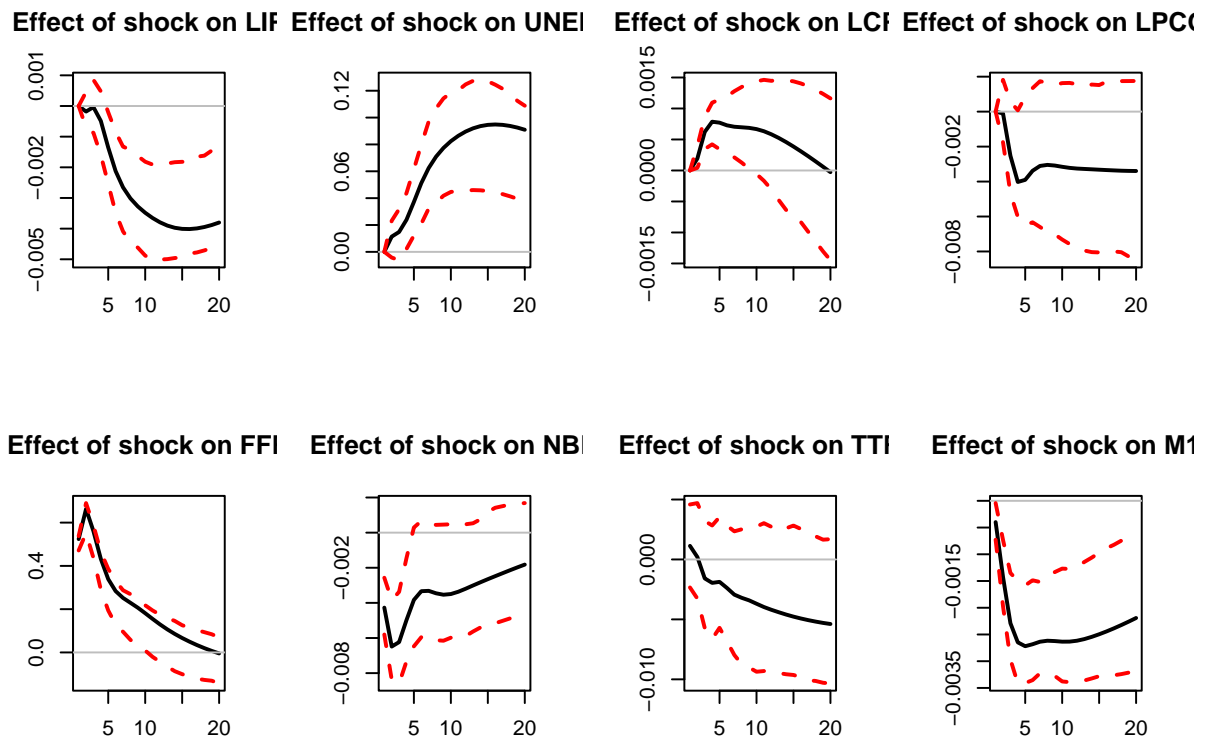 Effect of shock on LIF
0.001
−0.002
−0.005
5 10 20
Effect of shock on UNEI
0.12
0.06
0.00
5 10 20
Effect of shock on LCF
0.0015
0.0000
−0.0015
5 10 20
Effect of shock on LPC
−0.002
−0.008
5 10 20
Effect of shock on FFI
0.4
0.0
5 10 20
Effect of shock on NBI
−0.002
−0.008
5 10 20
Effect of shock on TTF
0.000
−0.010
5 10 20
Effect of shock on M1
−0.0015
−0.0035
5 10 20